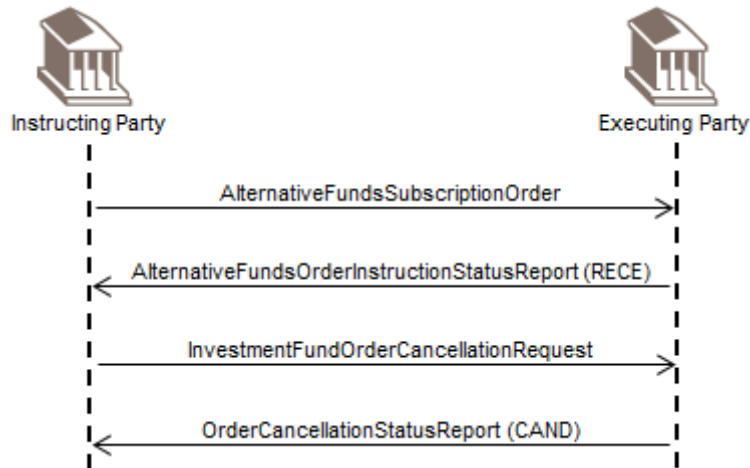 Instructing Party
Executing Party
AlternativeFundsSubscriptionOrder
AlternativeFundsOrderInstructionStatusReport (RECE)
InvestmentFundOrderCancellationRequest
OrderCancellationStatusReport (CAND)